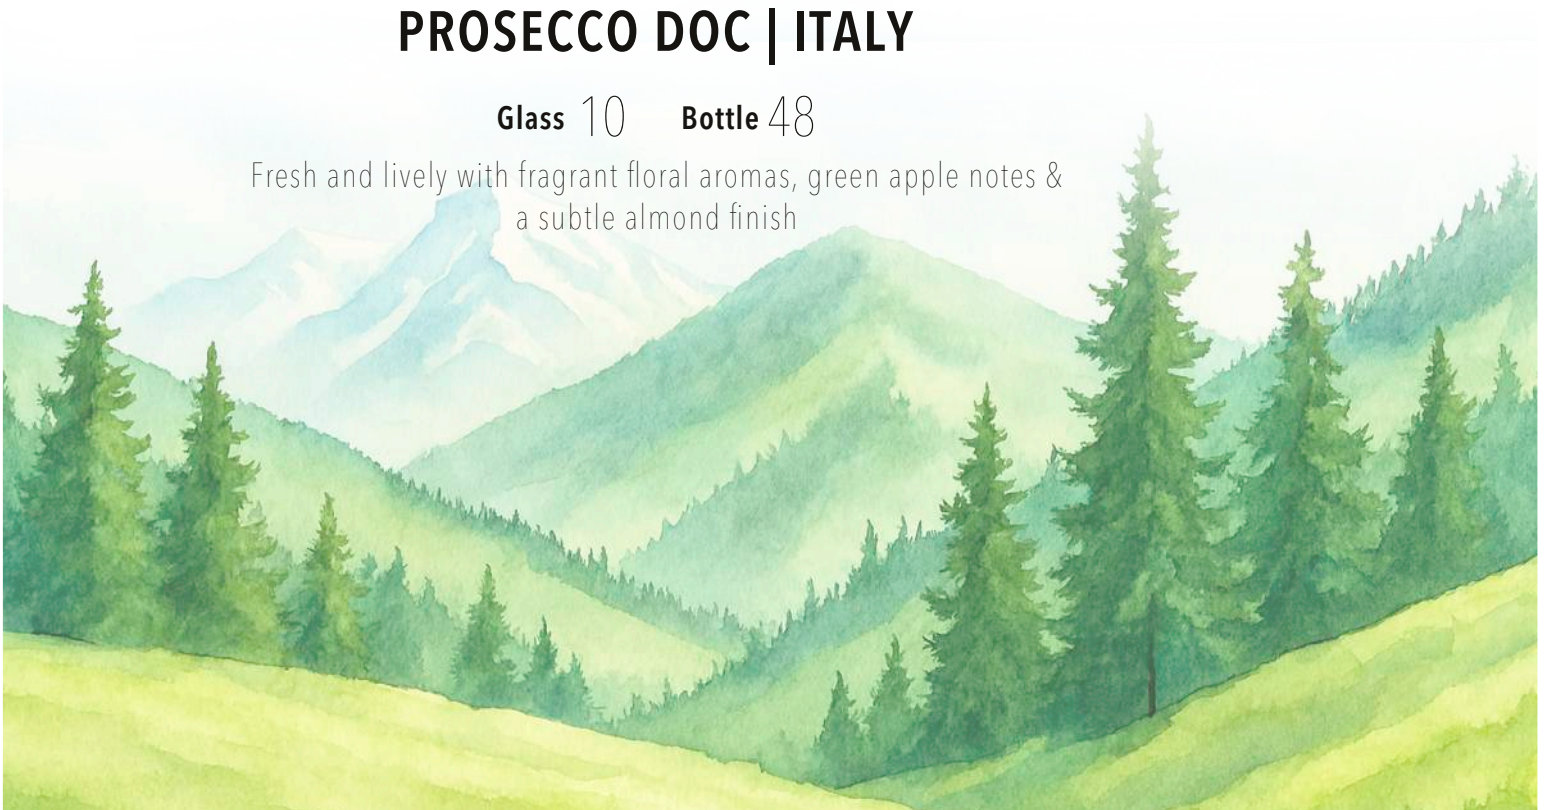 PROSECCO DOC | ITALY
Glass 10 Bottle 48
Fresh and lively with fragrant floral aromas, green apple notes &
a subtle almond finish